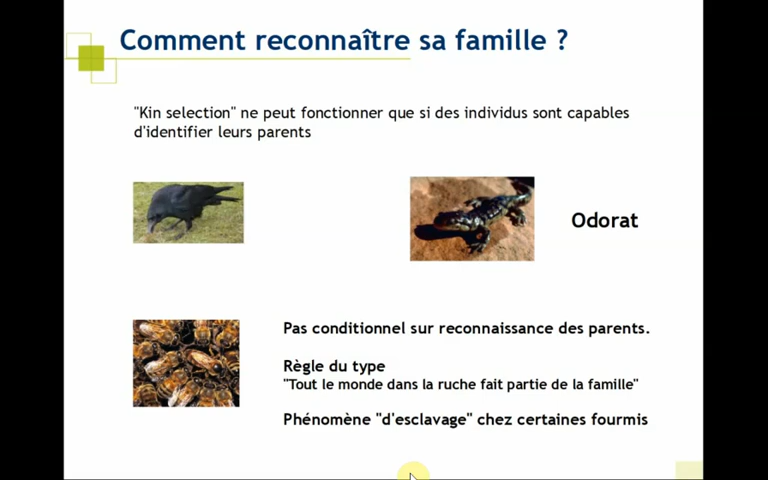 Comment reconnaître sa famille ?
"Kin selection" ne peut fonctionner que si des individus sont capables
d'identifier leurs parents
Odorat
Pas conditionnel sur reconnaissance des parents.
Règle du type
"Tout le monde dans la ruche fait partie de la famille"
Phénomène "d'esclavage" chez certaines fourmis